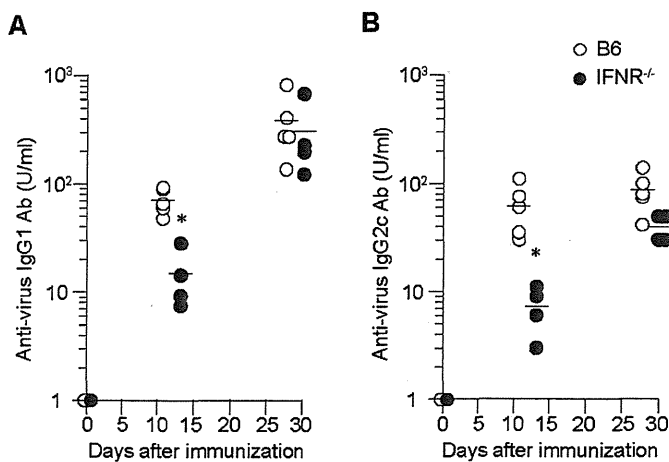 A
Anti-virus IgG1 Ab (U/ml)
10³
10²
10
1
*
0 5 10 15 20 25 30
Days after immunization
B
B6
IFNR⁻/⁻
Anti-virus IgG2c Ab (U/ml)
10³
10²
10
1
*
0 5 10 15 20 25 30
Days after immunization